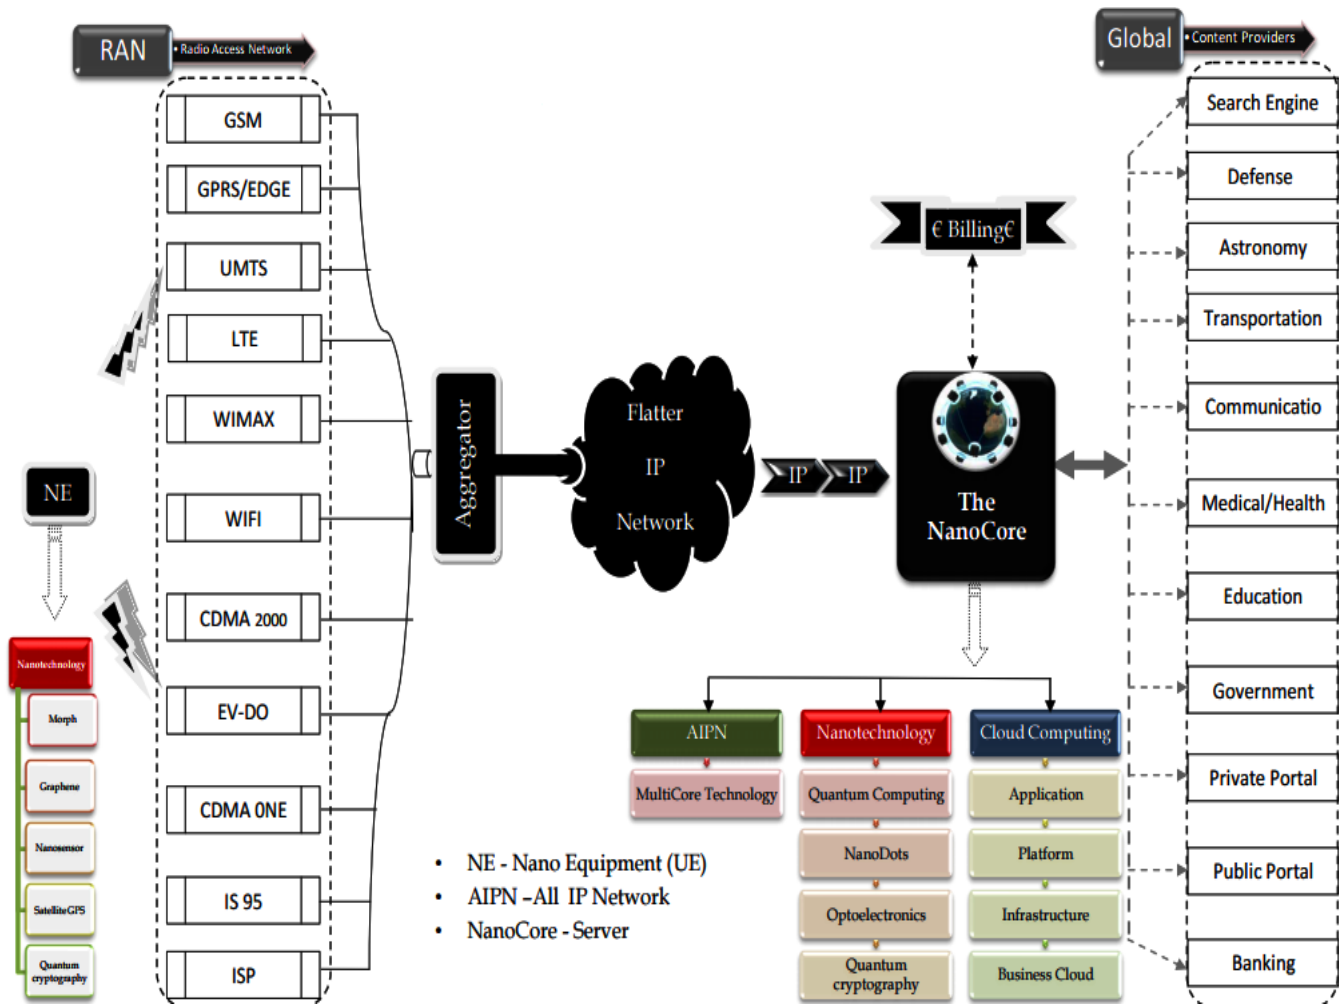 RAN
• Radio Access Network
Global
• Content Providers
GSM
GPRS/EDGE
UMTS
LTE
WIMAX
WIFI
CDMA 2000
EV-DO
CDMA ONE
IS 95
ISP
NE
Nanotechnology
Morph
Graphene
Nanosensor
SatelliteGPS
Quantum
cryptography
Aggregator
Flatter
IP
Network
IP
IP
€ Billing€
The
NanoCore
AIPN
MultiCore Technology
Nanotechnology
Quantum Computing
NanoDots
Optoelectronics
Quantum
cryptography
Cloud Computing
Application
Platform
Infrastructure
Business Cloud
• NE - Nano Equipment (UE)
• AIPN –All IP Network
• NanoCore - Server
Search Engine
Defense
Astronomy
Transportation
Communicatio
Medical/Health
Education
Government
Private Portal
Public Portal
Banking